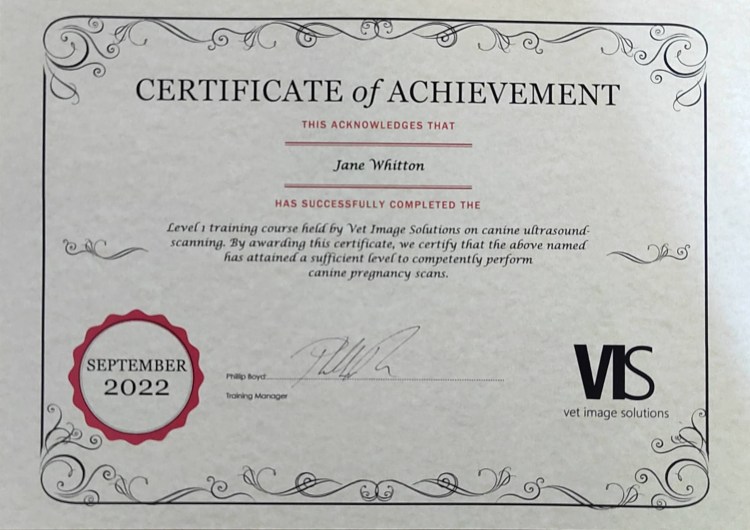 CERTIFICATE of ACHIEVEMENT
THIS ACKNOWLEDGES THAT
Jane Whitton
HAS SUCCESSFULLY COMPLETED THE
Level 1 training course held by Vet Image Solutions on canine ultrasound-
scanning. By awarding this certificate, we certify that the above named
has attained a sufficient level to competently perform
canine pregnancy scans.
SEPTEMBER
2022
Phillip Boyd
Training Manager
VIS
vet image solutions